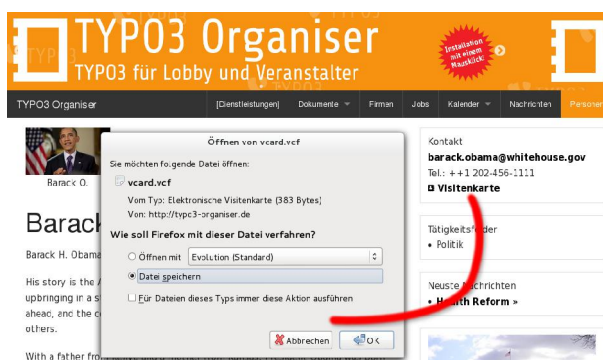 TYPO3 Organiser
TYPO3 für Lobby und Veranstalter
Installation
mit einem
Mausklick!
TYPO3 Organiser [Dienstleistungen] Dokumente Firmen Jobs Kalender Nachrichten Personen
Barack O.
Barack
Barack H. Obama
His story is the
upbringing in a s
ahead, and the c
others.
With a father from
Öffnen von vcard.vcf
Sie möchten folgende Datei öffnen:
vcard.vcf
Vom Typ: Elektronische Visitenkarte (383 Bytes)
Von: http://typo3-organiser.de
Wie soll Firefox mit dieser Datei verfahren?
Öffnen mit Evolution (Standard)
Datei speichern
Für Dateien dieses Typs immer diese Aktion ausführen
Abbrechen OK
Kontakt
barack.obama@whitehouse.gov
Tel.: ++1 202-456-1111
Visitenkarte
Tätigkeitsfelder
• Politik
Neuste Nachrichten
• Health Reform »